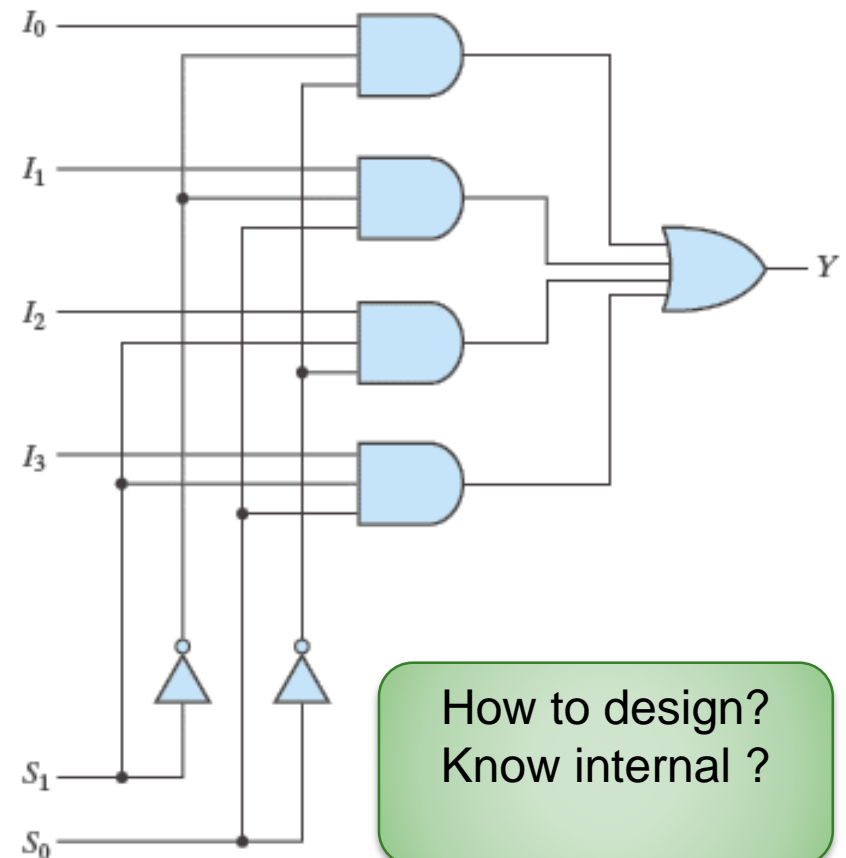 I0
I1
I2
I3
Y
S1
S0
How to design?
Know internal ?